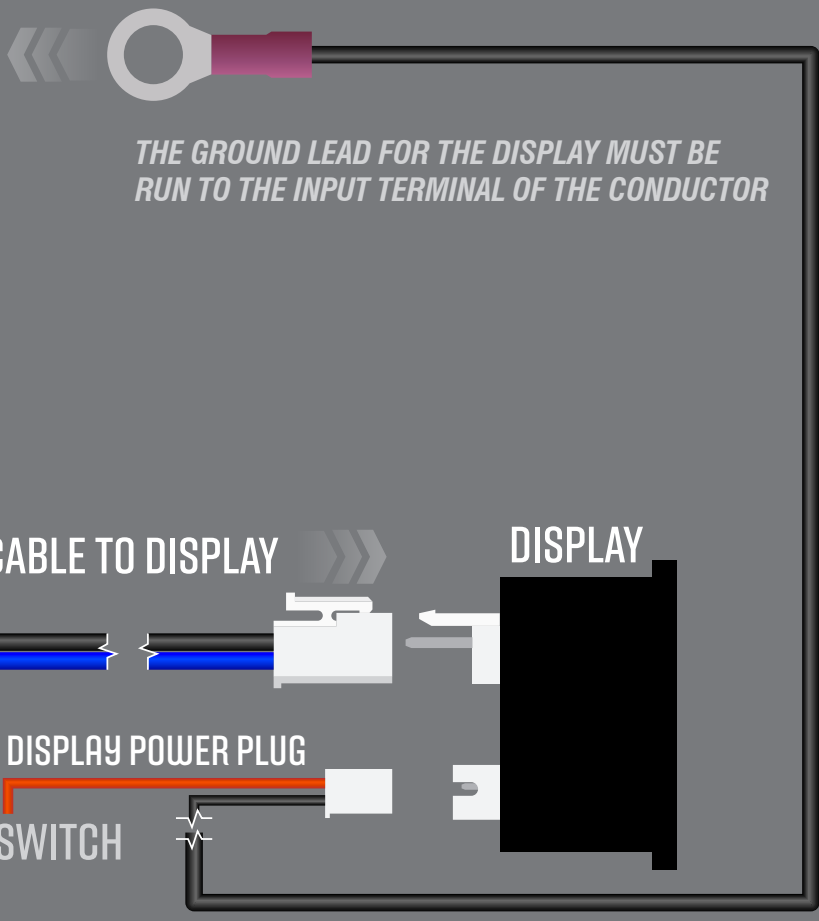 THE GROUND LEAD FOR THE DISPLAY MUST BE
RUN TO THE INPUT TERMINAL OF THE CONDUCTOR
CABLE TO DISPLAY
DISPLAY
DISPLAY POWER PLUG
SWITCH